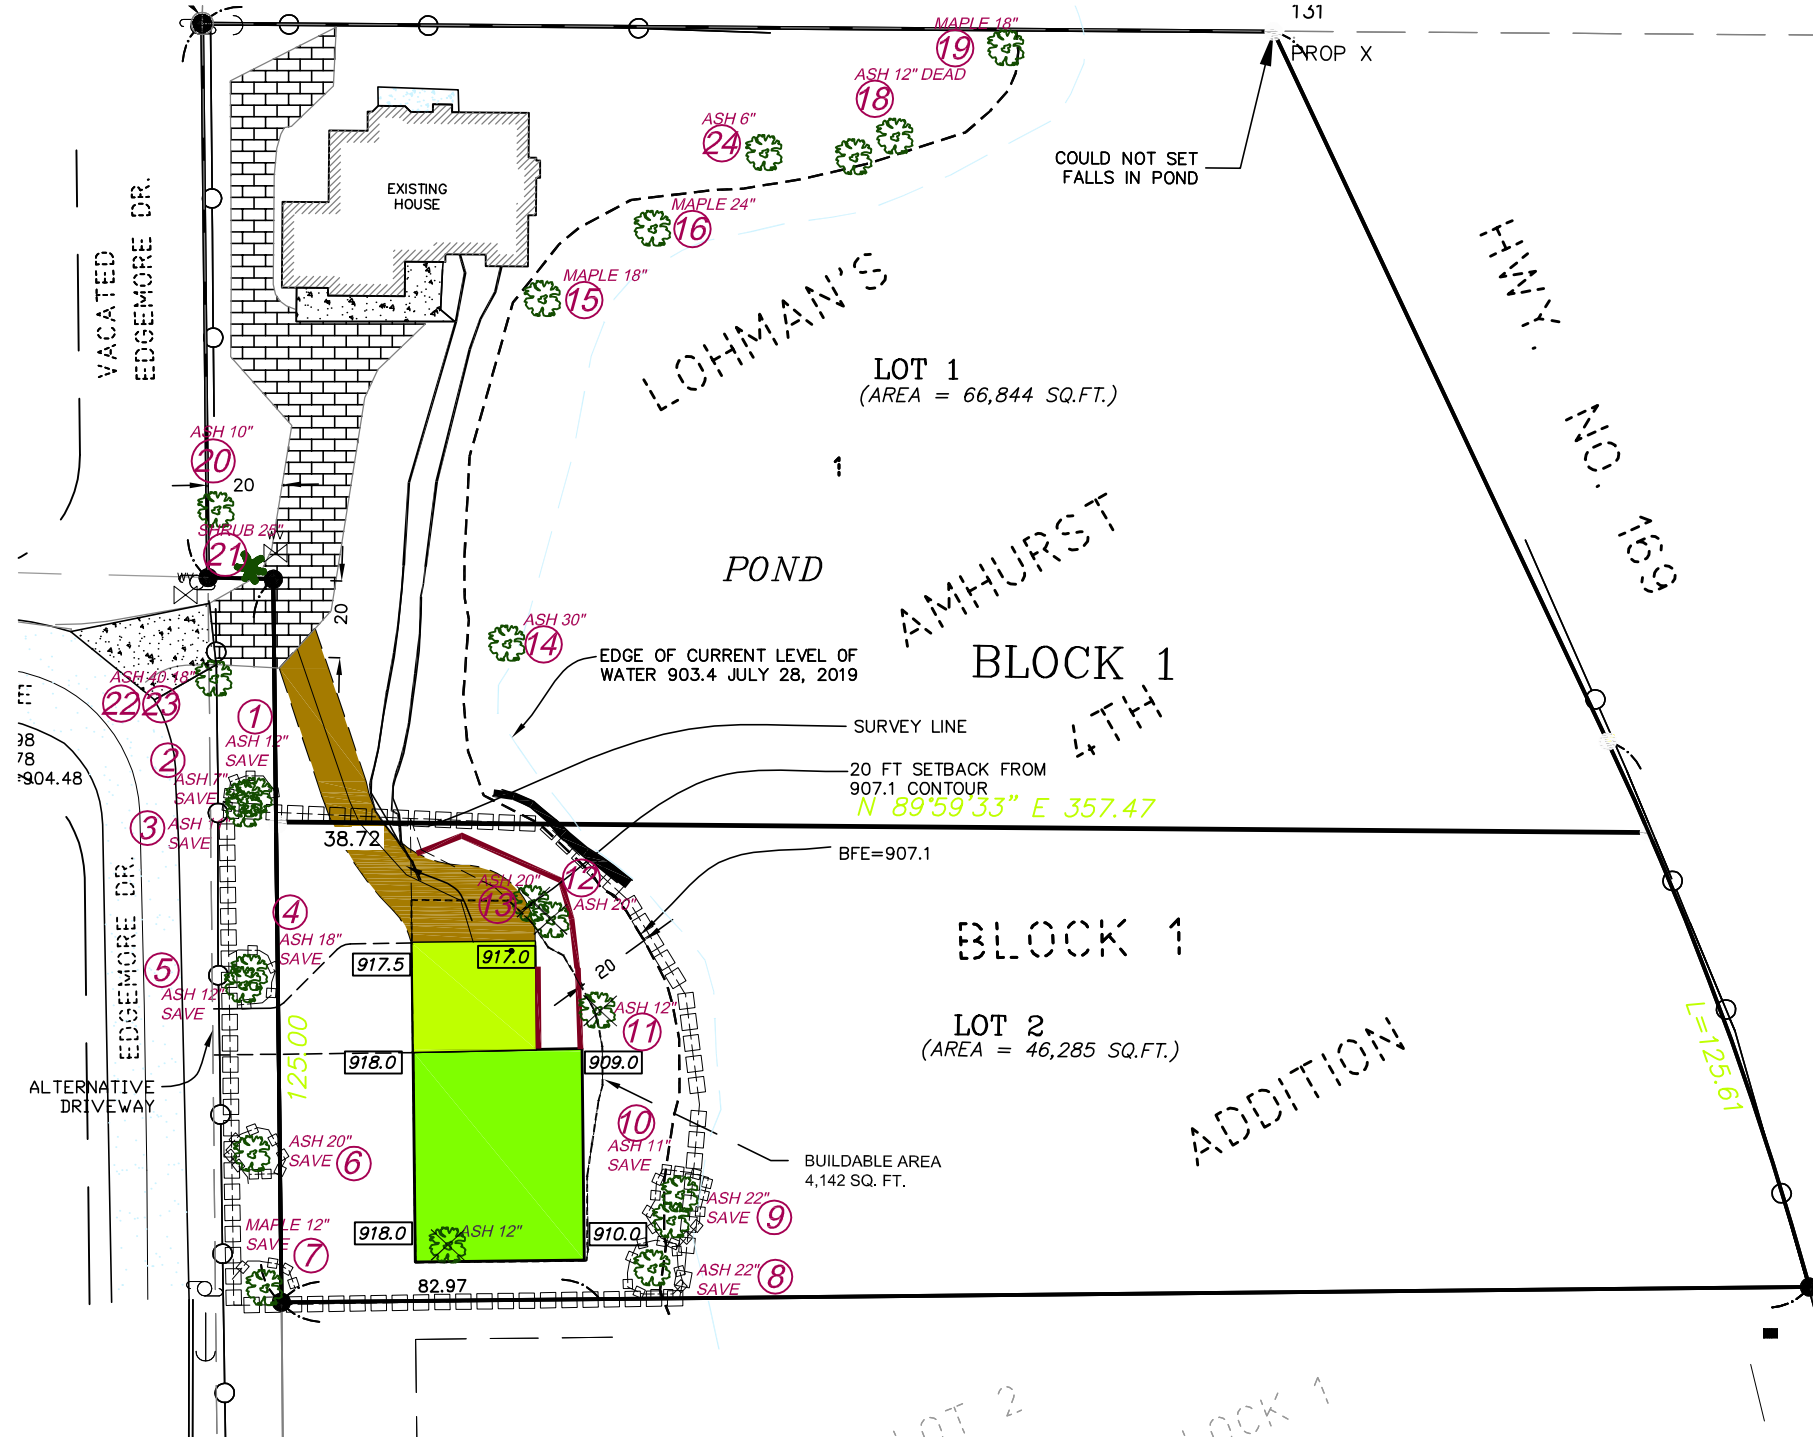 131
PROP X
MAPLE 18"
19
ASH 12" DEAD
18
ASH 6"
24
COULD NOT SET
FALLS IN POND
EXISTING
HOUSE
VACATED
EDGEMORE DR.
MAPLE 24"
16
MAPLE 18"
15
HWY. NO. 169
LOHMAN'S
LOT 1
(AREA = 66,844 SQ.FT.)
1
ASH 10"
20
20
SHRUB 25"
21
WV
20
POND
AMHURST
ASH 30"
14
EDGE OF CURRENT LEVEL OF
WATER 903.4 JULY 28, 2019
BLOCK 1
4TH
ASH 40-18"
22
23
1
ASH 12"
SAVE
SURVEY LINE
2
ASH 7"
SAVE
904.48
20 FT SETBACK FROM
907.1 CONTOUR
N 89°59'33" E 357.47
3
ASH
SAVE
38.72
BFE=907.1
12
ASH 20"
13
ASH 20"
4
ASH 18"
SAVE
EDGEMORE DR.
BLOCK 1
917.5
917.0
20
5
ASH 12"
SAVE
ASH 12"
11
LOT 2
(AREA = 46,285 SQ.FT.)
125.00
L=125.61
918.0
909.0
ALTERNATIVE
DRIVEWAY
ADDITION
10
ASH 11"
SAVE
ASH 20"
SAVE
6
BUILDABLE AREA
4,142 SQ. FT.
ASH 22"
SAVE
9
MAPLE 12"
SAVE
7
918.0
ASH 12"
910.0
ASH 22"
SAVE
8
82.97
LOT 2
LOCK 1